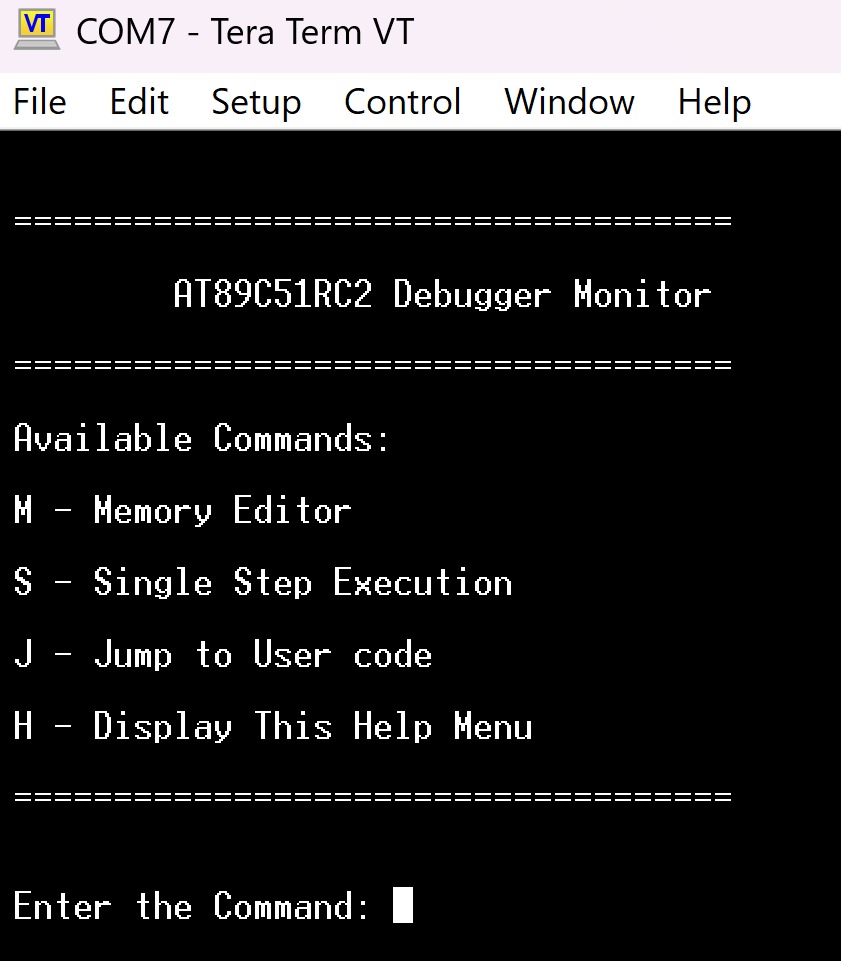 VT COM7 - Tera Term VT
File Edit Setup Control Window Help
====================================
AT89C51RC2 Debugger Monitor
====================================
Available Commands:
M - Memory Editor
S - Single Step Execution
J - Jump to User code
H - Display This Help Menu
====================================
Enter the Command: